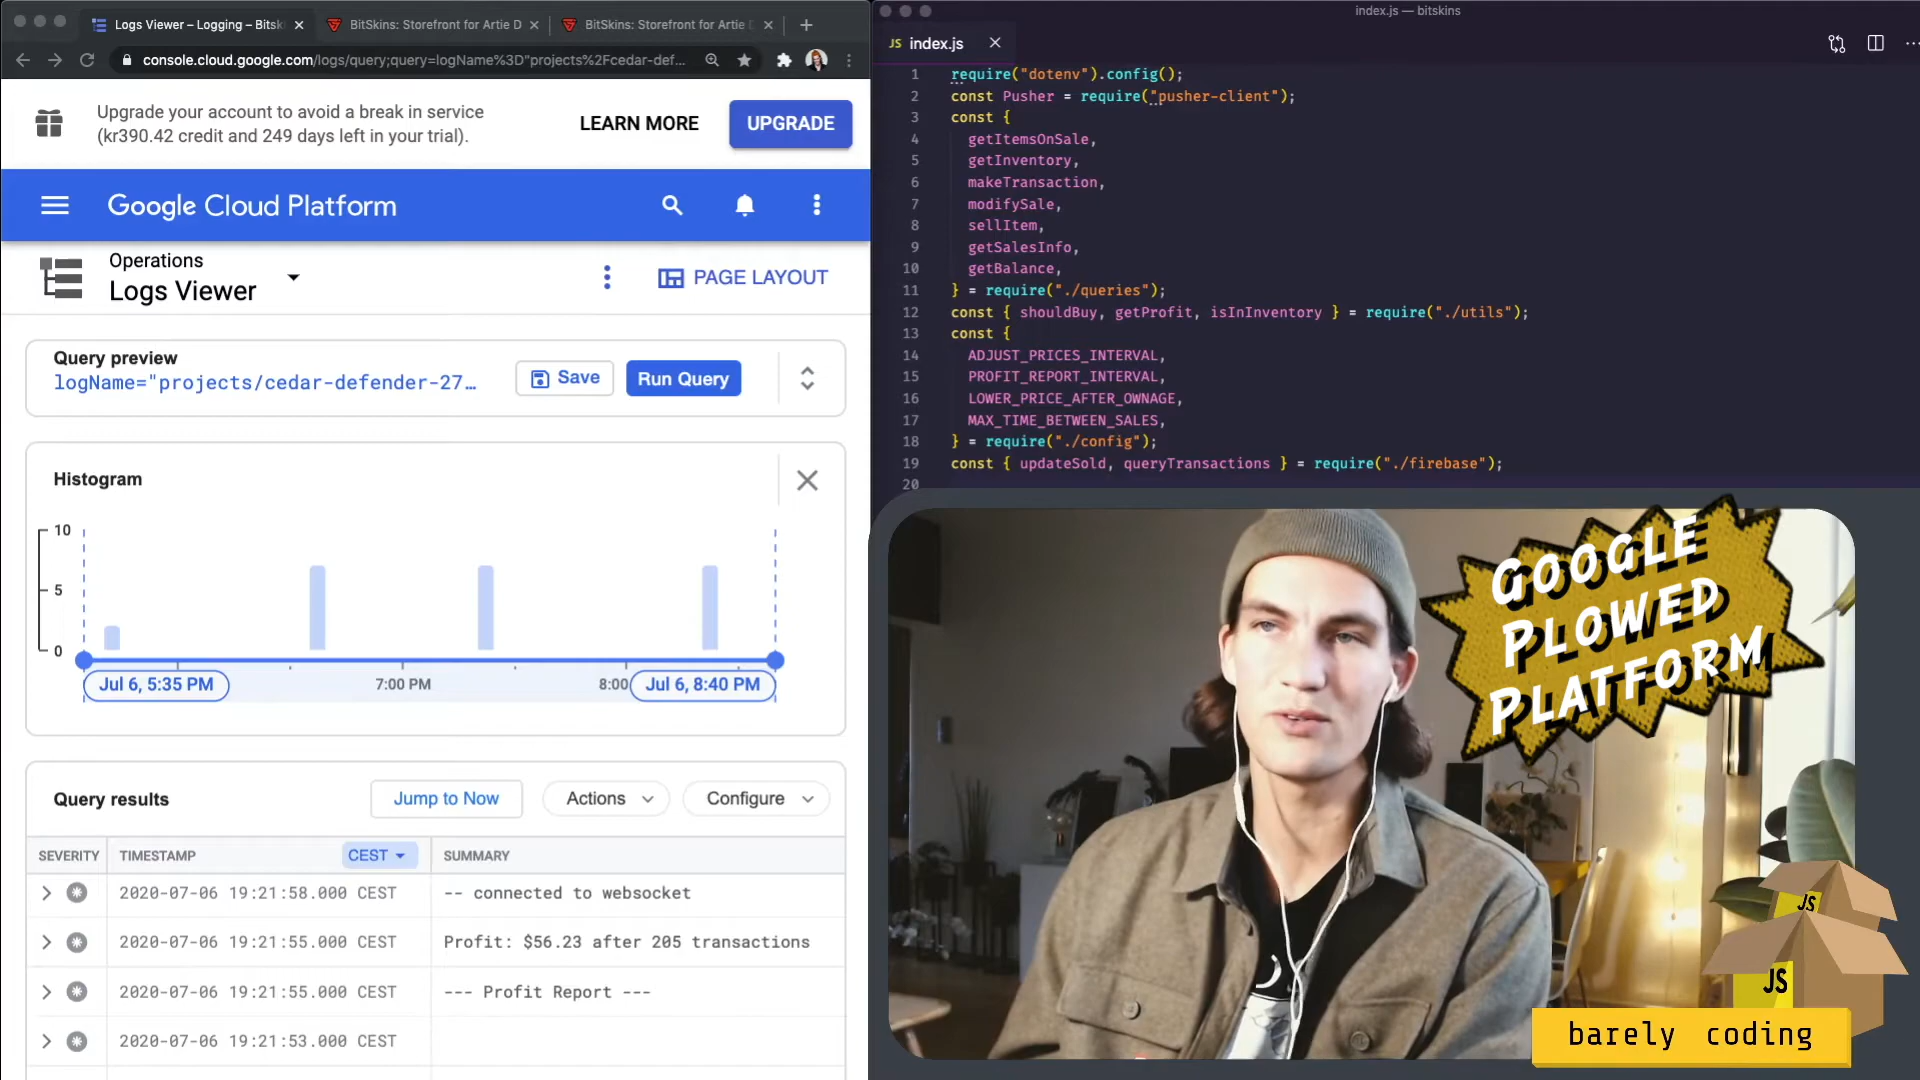 Logs Viewer – Logging – Bitsk
BitSkins: Storefront for Artie D
BitSkins: Storefront for Artie D
console.cloud.google.com/logs/query;query=logName%3D"projects%2Fcedar-def...
Upgrade your account to avoid a break in service
(kr390.42 credit and 249 days left in your trial).
LEARN MORE
UPGRADE
Google Cloud Platform
Operations
Logs Viewer
PAGE LAYOUT
Query preview
logName="projects/cedar-defender-27…
Save
Run Query
Histogram
10
5
0
Jul 6, 5:35 PM
7:00 PM
8:00
Jul 6, 8:40 PM
Query results
Jump to Now
Actions
Configure
SEVERITY TIMESTAMP CEST SUMMARY
2020-07-06 19:21:58.000 CEST -- connected to websocket
2020-07-06 19:21:55.000 CEST Profit: $56.23 after 205 transactions
2020-07-06 19:21:55.000 CEST --- Profit Report ---
2020-07-06 19:21:53.000 CEST
index.js — bitskins
JS index.js
1 require("dotenv").config();
2 const Pusher = require("pusher-client");
3 const {
4 getItemsOnSale,
5 getInventory,
6 makeTransaction,
7 modifySale,
8 sellItem,
9 getSalesInfo,
10 getBalance,
11 } = require("./queries");
12 const { shouldBuy, getProfit, isInInventory } = require("./utils");
13 const {
14 ADJUST_PRICES_INTERVAL,
15 PROFIT_REPORT_INTERVAL,
16 LOWER_PRICE_AFTER_OWNAGE,
17 MAX_TIME_BETWEEN_SALES,
18 } = require("./config");
19 const { updateSold, queryTransactions } = require("./firebase");
20
GOOGLE
PLOWED
PLATFORM
JS
JS
barely coding